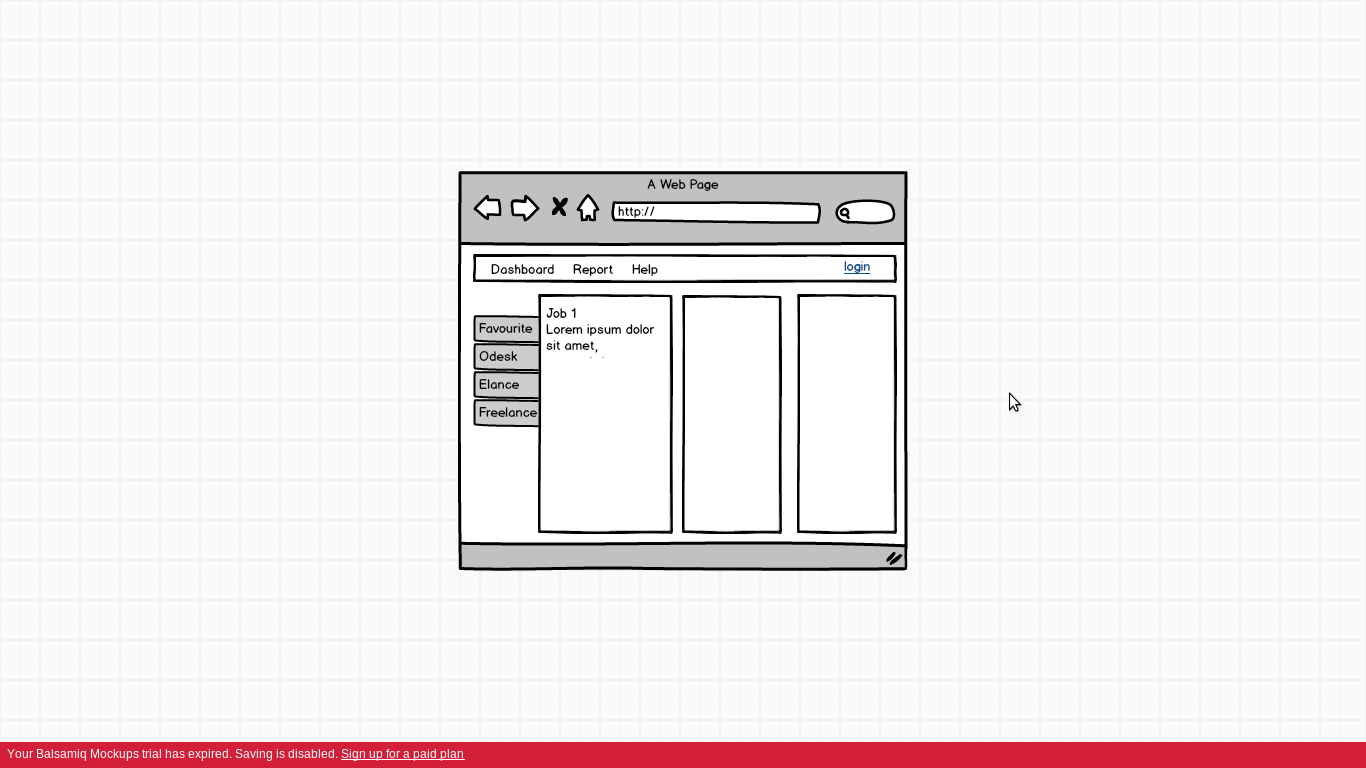 A Web Page
http://
Dashboard Report Help login
Favourite
Odesk
Elance
Freelance
Job 1
Lorem ipsum dolor
sit amet,
Your Balsamiq Mockups trial has expired. Saving is disabled. Sign up for a paid plan